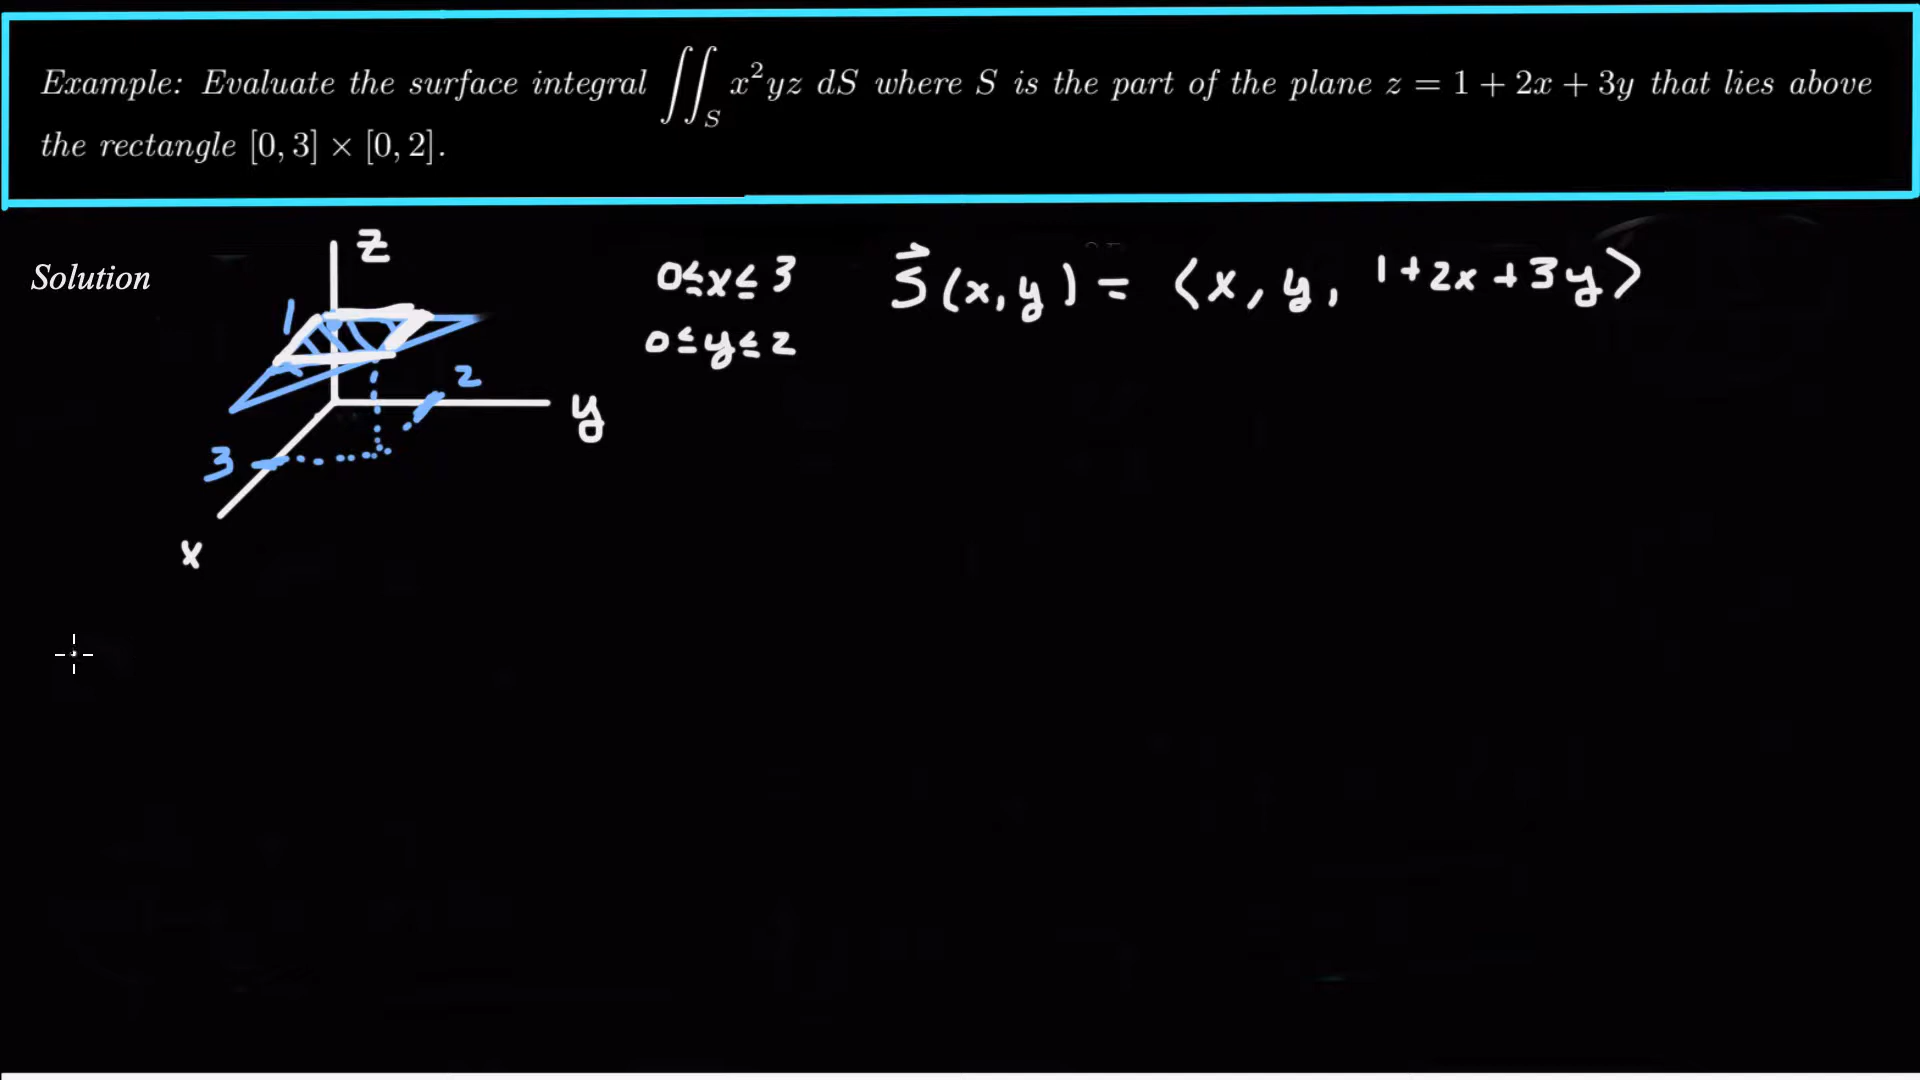 Example: Evaluate the surface integral ∬_S x²yz dS where S is the part of the plane z = 1 + 2x + 3y that lies above
the rectangle [0, 3] × [0, 2].
Solution
z
1
2
y
3
x
0≤x≤3
0≤y≤2
S⃗(x,y) = ⟨x, y, 1+2x+3y⟩